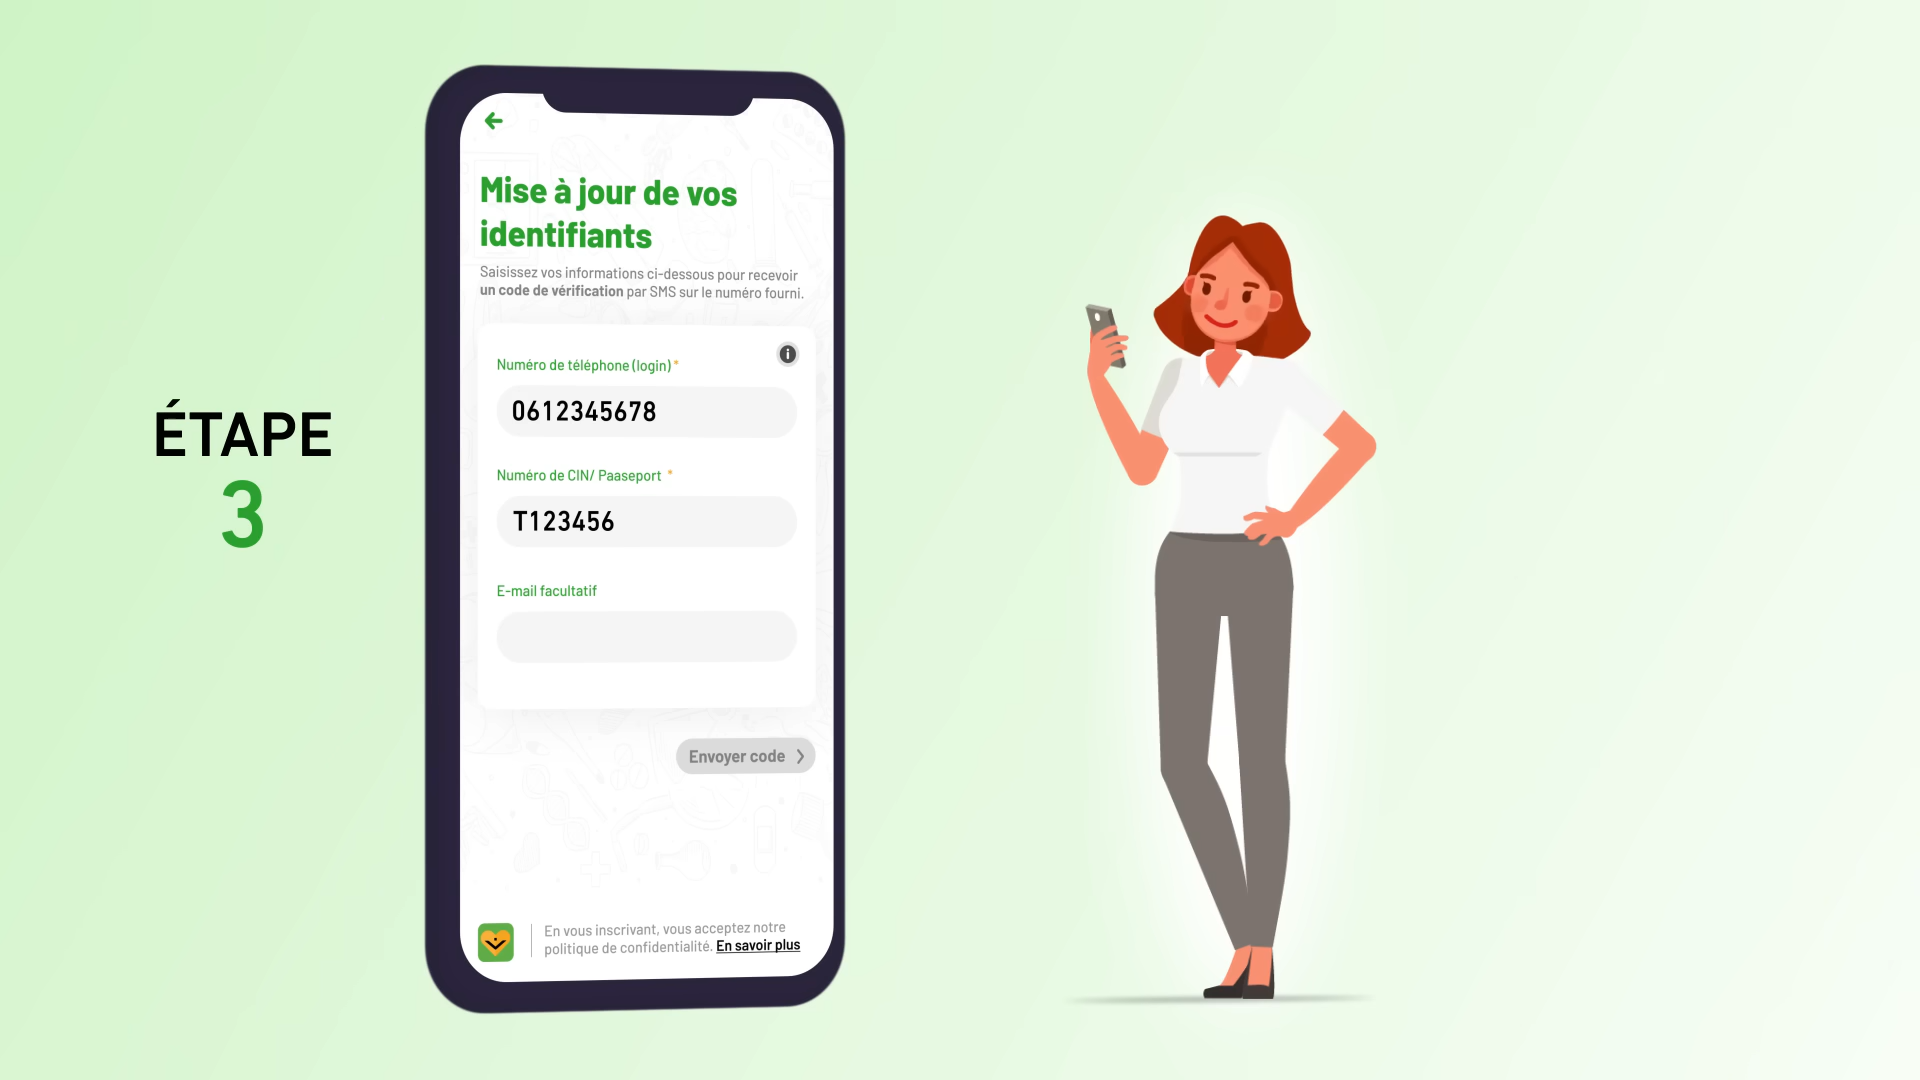 ÉTAPE
3
Mise à jour de vos
identifiants
Saisissez vos informations ci-dessous pour recevoir
un code de vérification par SMS sur le numéro fourni.
Numéro de téléphone (login) *
0612345678
Numéro de CIN/ Paaseport *
T123456
E-mail facultatif
Envoyer code
En vous inscrivant, vous acceptez notre
politique de confidentialité. En savoir plus